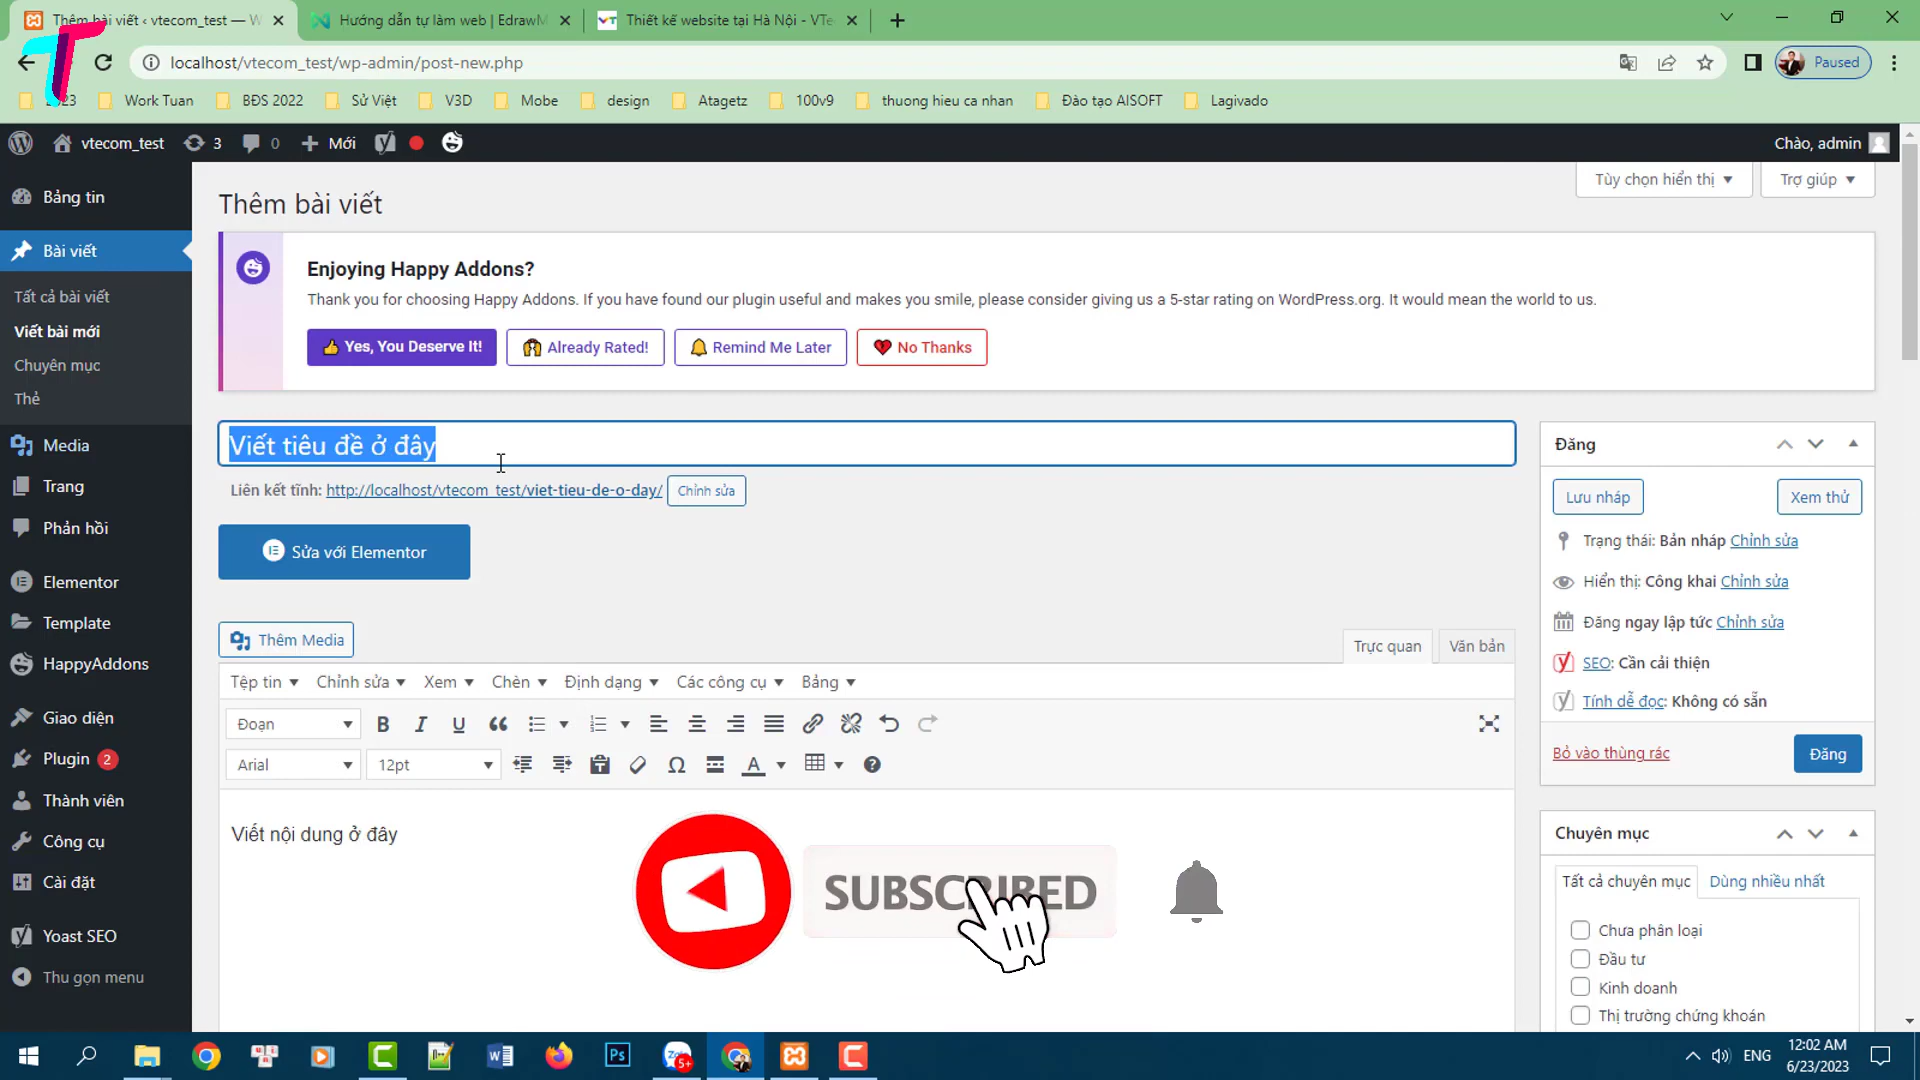 Thêm bài viết ‹ vtecom_test — W
Hướng dẫn tự làm web | EdrawM
Thiết kế website tại Hà Nội - VTe
localhost/vtecom_test/wp-admin/post-new.php
Paused
Work Tuan
BĐS 2022
Sử Việt
V3D
Mobe
design
Atagetz
100v9
thuong hieu ca nhan
Đào tạo AISOFT
Lagivado
vtecom_test
3
0
Mới
Chào, admin
Bảng tin
Bài viết
Tất cả bài viết
Viết bài mới
Chuyên mục
Thẻ
Media
Trang
Phản hồi
Elementor
Template
HappyAddons
Giao diện
Plugin 2
Thành viên
Công cụ
Cài đặt
Yoast SEO
Thu gọn menu
Tùy chọn hiển thị
Trợ giúp
Thêm bài viết
Enjoying Happy Addons?
Thank you for choosing Happy Addons. If you have found our plugin useful and makes you smile, please consider giving us a 5-star rating on WordPress.org. It would mean the world to us.
Yes, You Deserve It!
Already Rated!
Remind Me Later
No Thanks
Viết tiêu đề ở đây
Liên kết tĩnh: http://localhost/vtecom_test/viet-tieu-de-o-day/ Chỉnh sửa
Sửa với Elementor
Thêm Media
Trực quan
Văn bản
Tệp tin
Chỉnh sửa
Xem
Chèn
Định dạng
Các công cụ
Bảng
Đoạn
Arial
12pt
Viết nội dung ở đây
SUBSCRIBED
Đăng
Lưu nháp
Xem thử
Trạng thái: Bản nháp Chỉnh sửa
Hiển thị: Công khai Chỉnh sửa
Đăng ngay lập tức Chỉnh sửa
SEO: Cần cải thiện
Tính dễ đọc: Không có sẵn
Bỏ vào thùng rác
Đăng
Chuyên mục
Tất cả chuyên mục
Dùng nhiều nhất
Chưa phân loại
Đầu tư
Kinh doanh
Thị trường chứng khoán
ENG
12:02 AM
6/23/2023